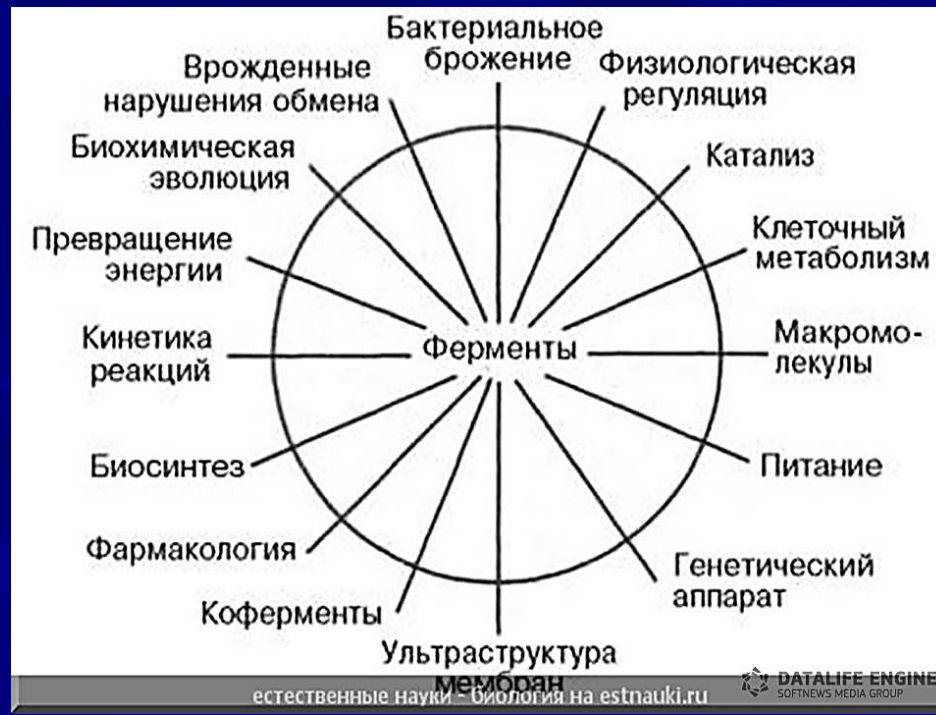 Бактериальное
брожение
Физиологическая
регуляция
Катализ
Клеточный
метаболизм
Макромо-
лекулы
Питание
Генетический
аппарат
Ультраструктура
мембран
Коферменты
Фармакология
Биосинтез
Кинетика
реакций
Превращение
энергии
Биохимическая
эволюция
Врожденные
нарушения обмена
Ферменты
естественные науки - биология на estnauki.ru
DATALIFE ENGINE
SOFTNEWS MEDIA GROUP